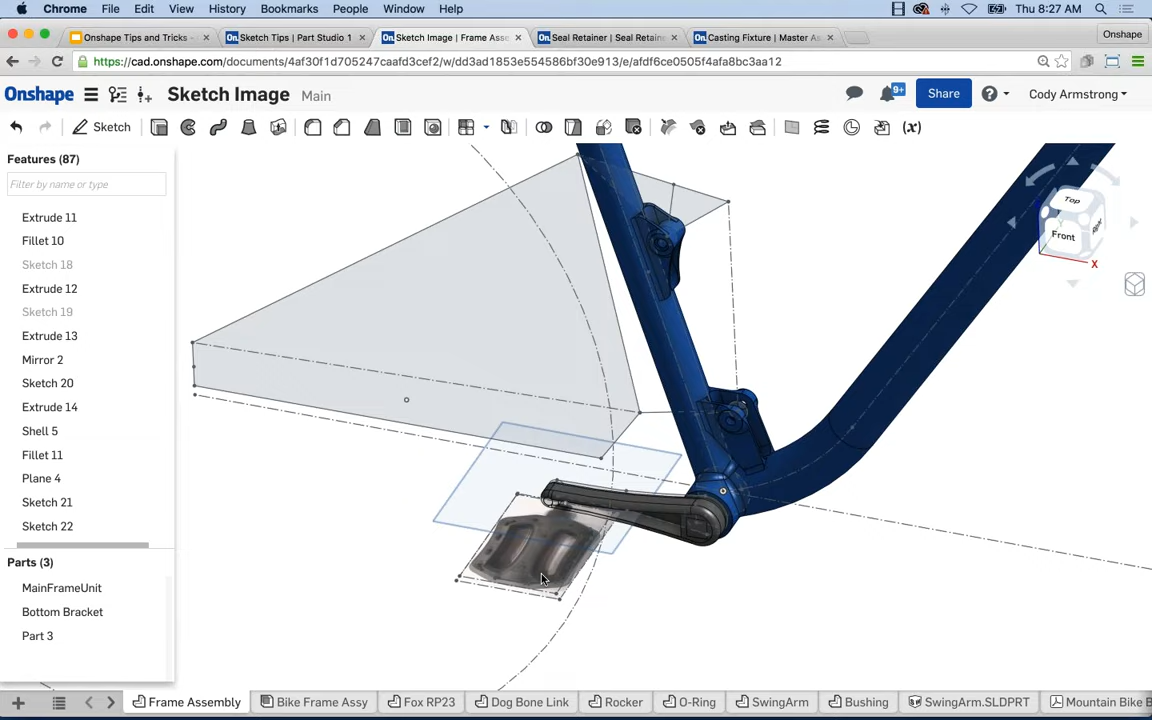 Chrome File Edit View History Bookmarks People Window Help Thu 8:27 AM
Onshape Tips and Tricks - Sketch Tips | Part Studio 1 Sketch Image | Frame Asse Seal Retainer | Seal Retaine Casting Fixture | Master As Onshape
https://cad.onshape.com/documents/4af30f1d705247caafd3cef2/w/dd3ad1853e554586bf30e913/e/afdf6ce0505f4afa8bc3aa12
Onshape Sketch Image Main 9+ Share Cody Armstrong
Sketch (x)
Features (87)
Filter by name or type
Extrude 11
Fillet 10
Sketch 18
Extrude 12
Sketch 19
Extrude 13
Mirror 2
Sketch 20
Extrude 14
Shell 5
Fillet 11
Plane 4
Sketch 21
Sketch 22
Parts (3)
MainFrameUnit
Bottom Bracket
Part 3
Top
Front
Right
X
Frame Assembly Bike Frame Assy Fox RP23 Dog Bone Link Rocker O-Ring SwingArm Bushing SwingArm.SLDPRT Mountain Bike B